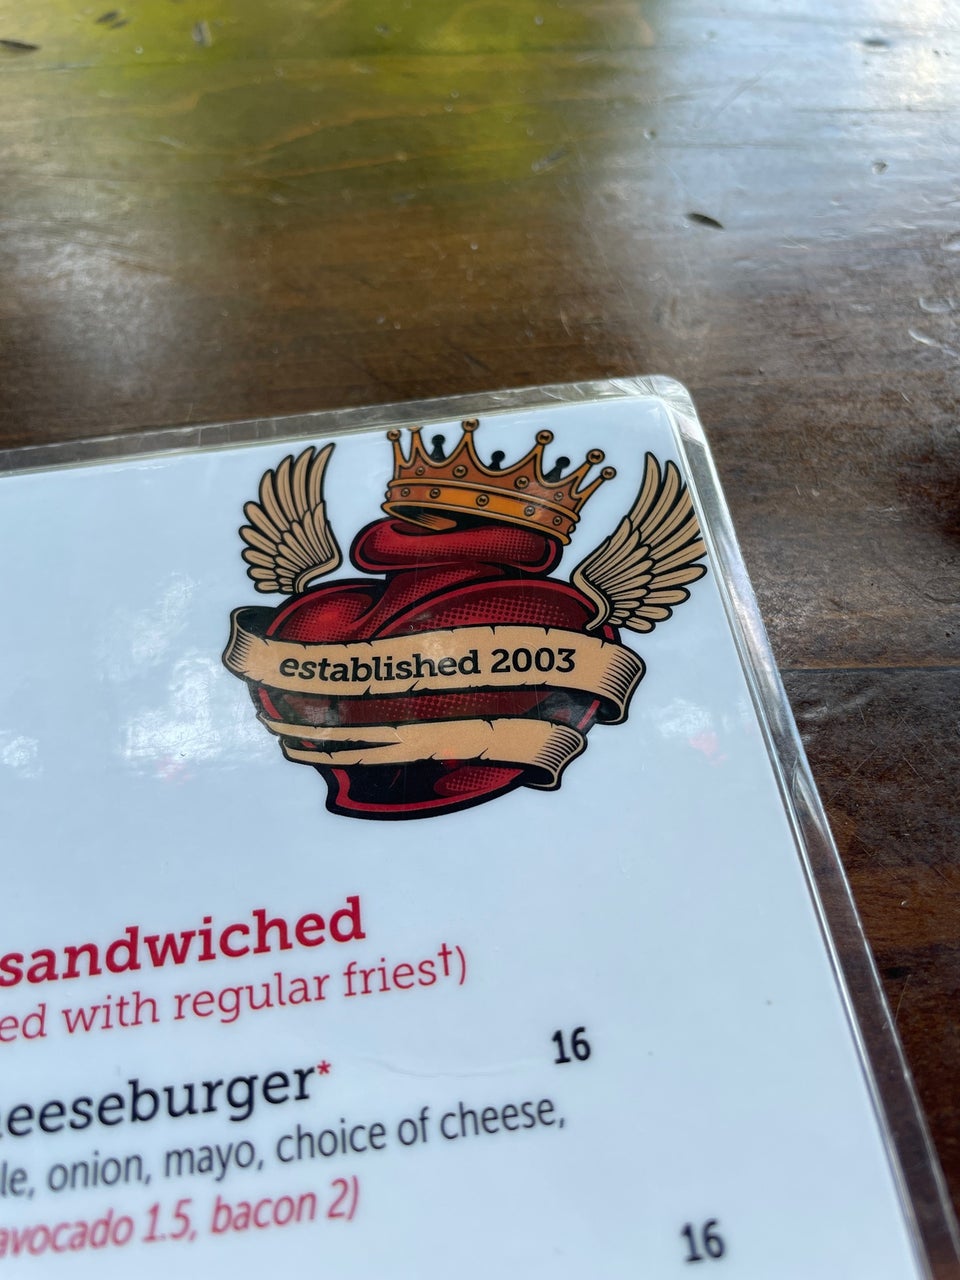 established 2003
sandwiched
ed with regular fries†)
eeseburger* 16
le, onion, mayo, choice of cheese,
avocado 1.5, bacon 2)
16